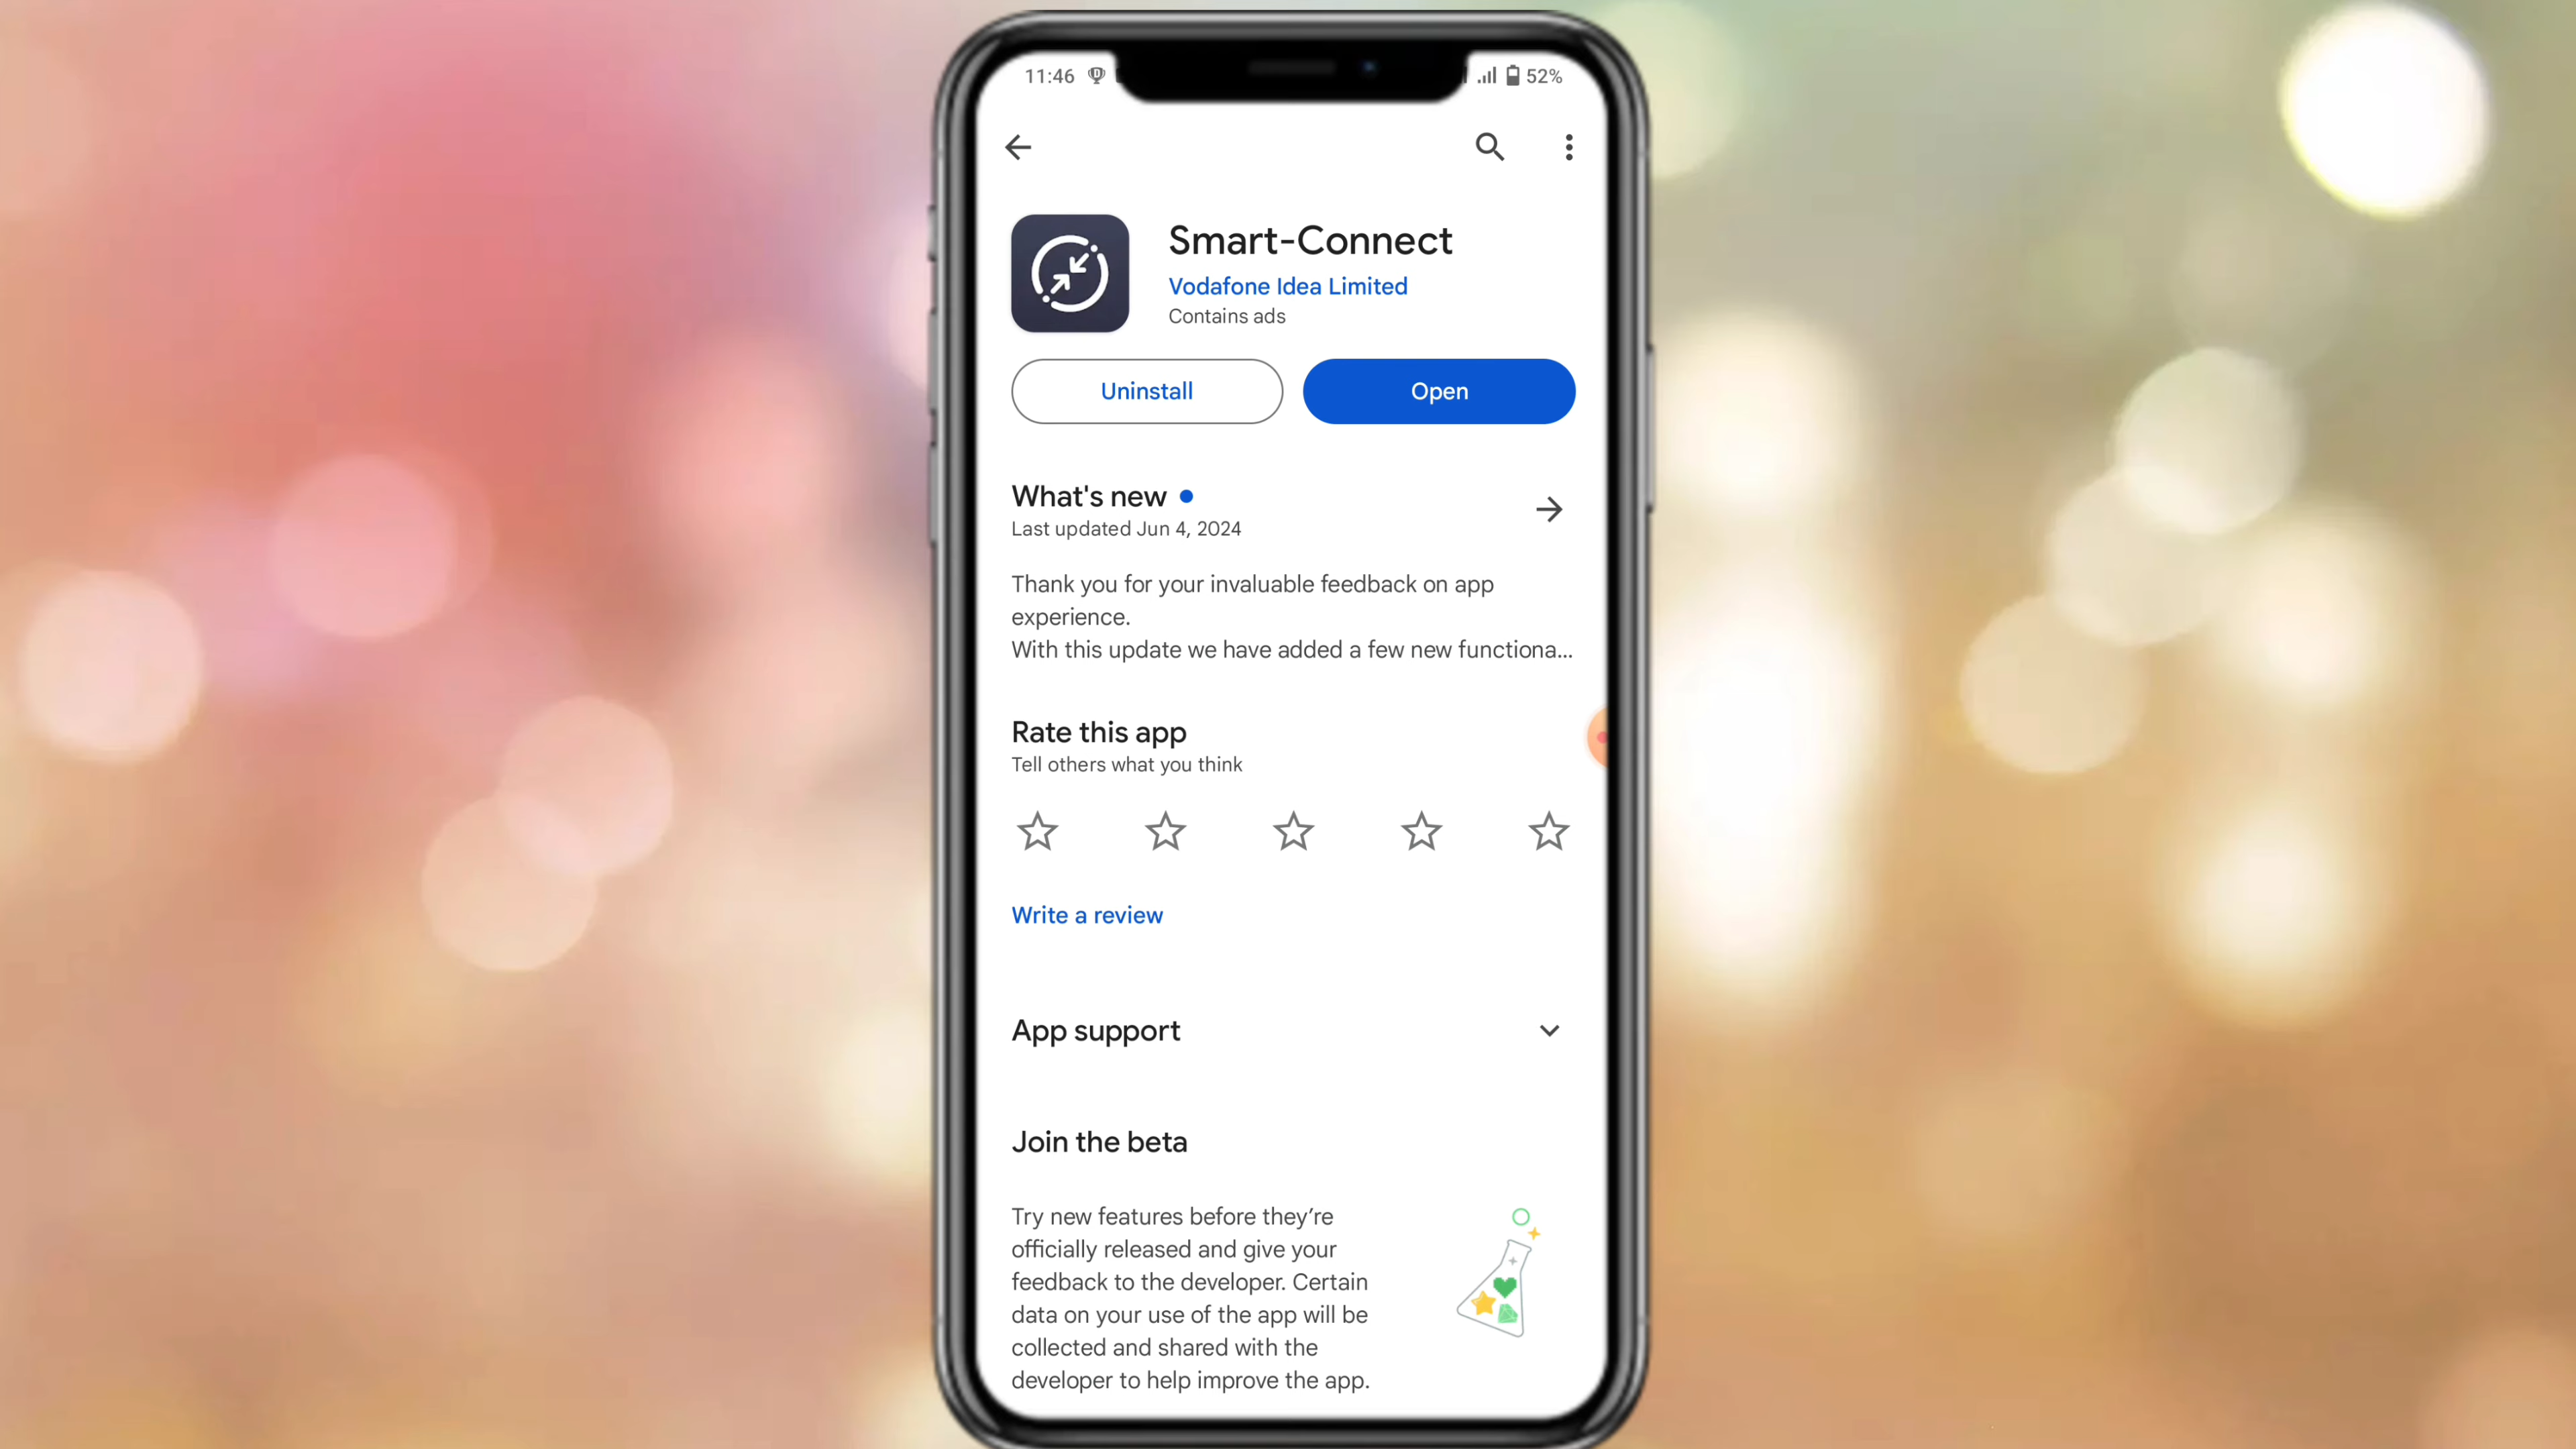 11:46
52%
Smart-Connect
Vodafone Idea Limited
Contains ads
Uninstall
Open
What's new
Last updated Jun 4, 2024
Thank you for your invaluable feedback on app
experience.
With this update we have added a few new functiona...
Rate this app
Tell others what you think
Write a review
App support
Join the beta
Try new features before they’re
officially released and give your
feedback to the developer. Certain
data on your use of the app will be
collected and shared with the
developer to help improve the app.